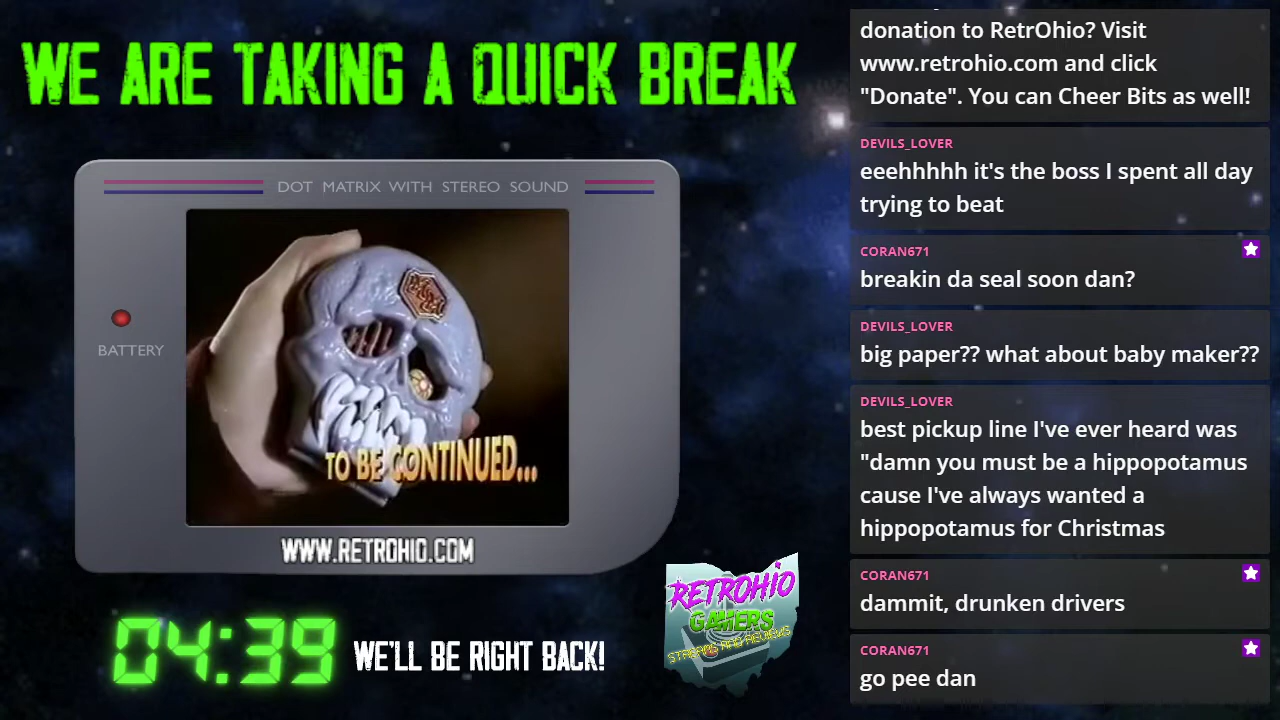 WE ARE TAKING A QUICK BREAK
DOT MATRIX WITH STEREO SOUND
BATTERY
TO BE CONTINUED...
WWW.RETROHIO.COM
04:39
WE'LL BE RIGHT BACK!
RETROHIO
GAMERS
STREAMS AND REVIEWS
donation to RetrOhio? Visit
www.retrohio.com and click
"Donate". You can Cheer Bits as well!
DEVILS_LOVER
eeehhhhh it's the boss I spent all day
trying to beat
CORAN671
breakin da seal soon dan?
DEVILS_LOVER
big paper?? what about baby maker??
DEVILS_LOVER
best pickup line I've ever heard was
"damn you must be a hippopotamus
cause I've always wanted a
hippopotamus for Christmas
CORAN671
dammit, drunken drivers
CORAN671
go pee dan